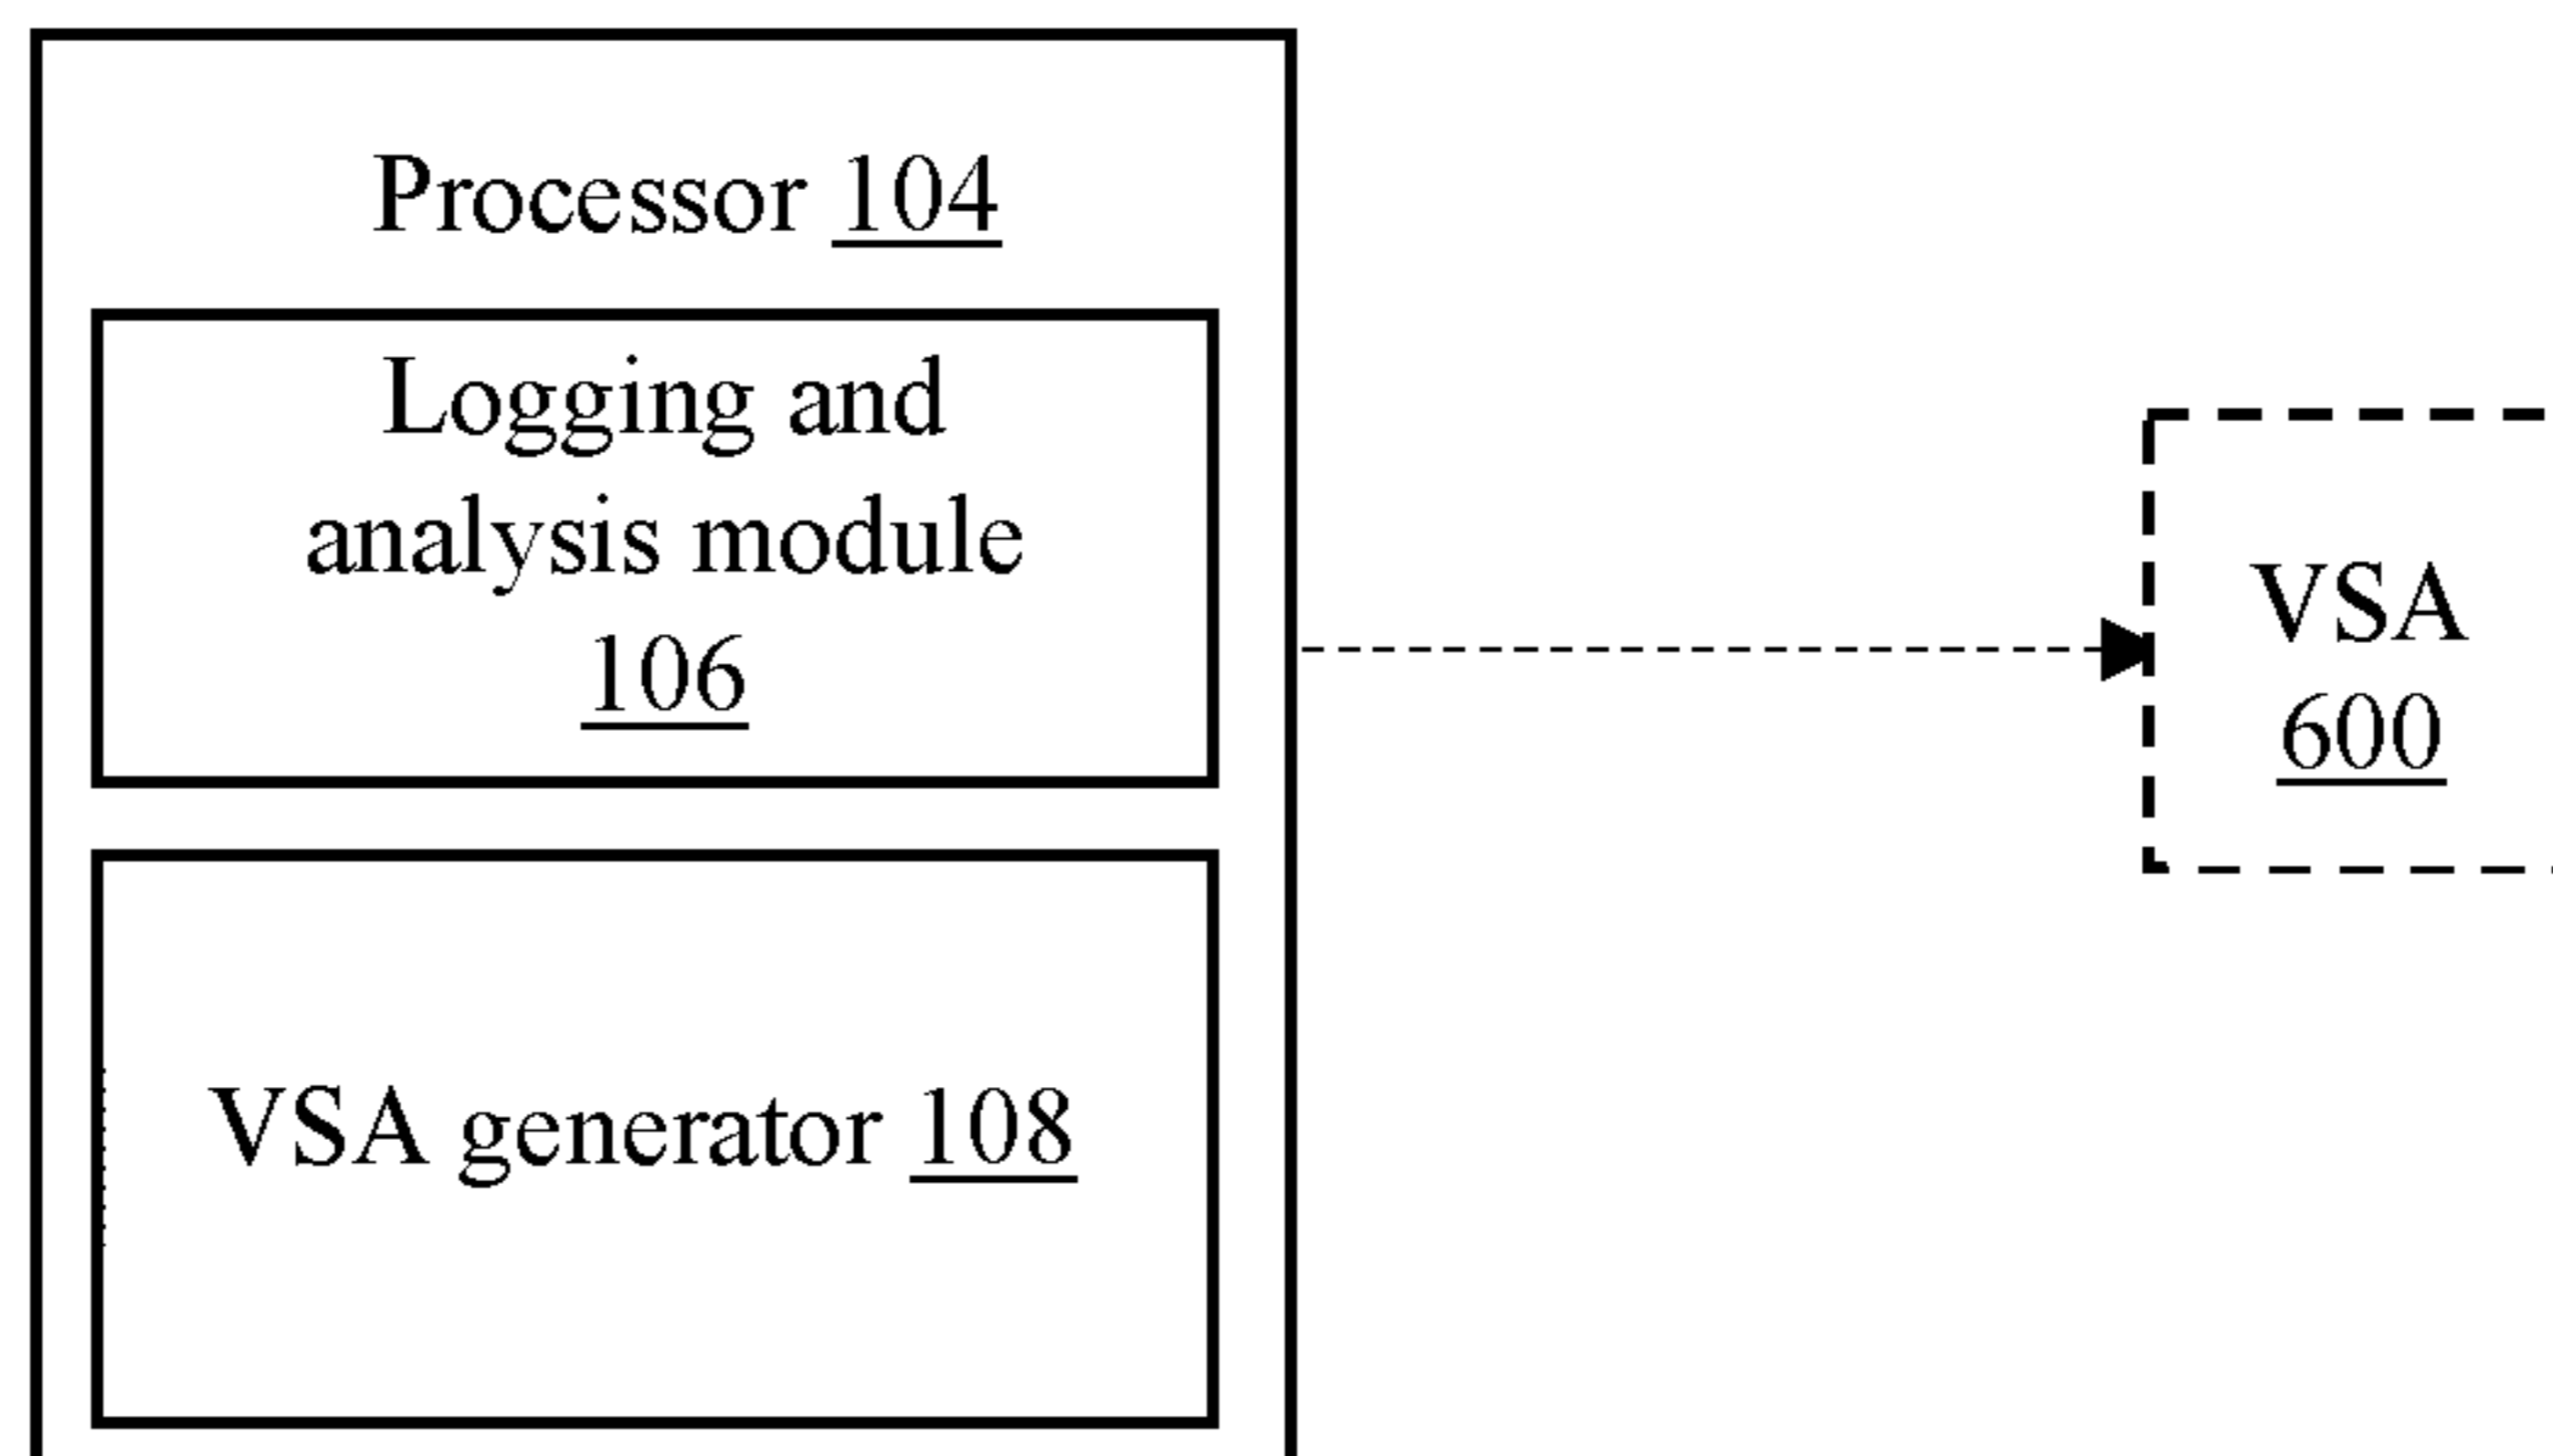 Processor 104
Logging and
analysis module
106
VSA
600
VSA generator 108